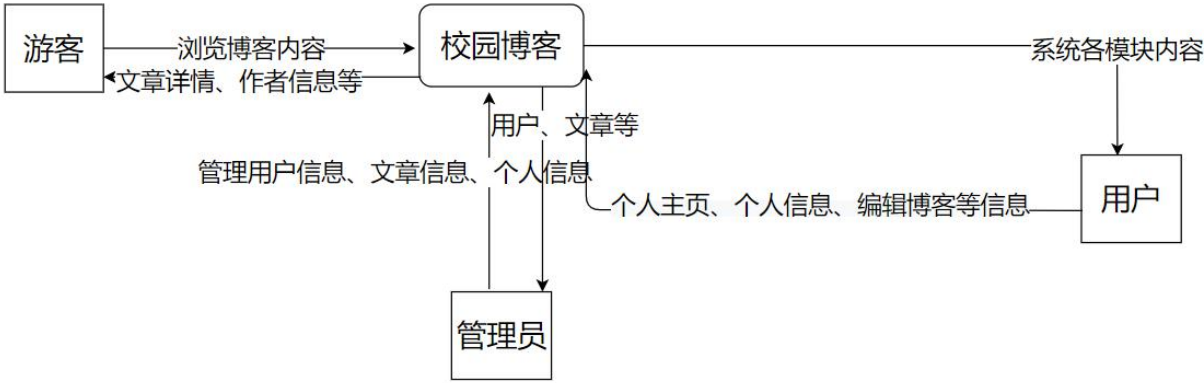 游客
浏览博客内容
校园博客
系统各模块内容
文章详情、作者信息等
用户、文章等
管理用户信息、文章信息、个人信息
个人主页、个人信息、编辑博客等信息
用户
管理员